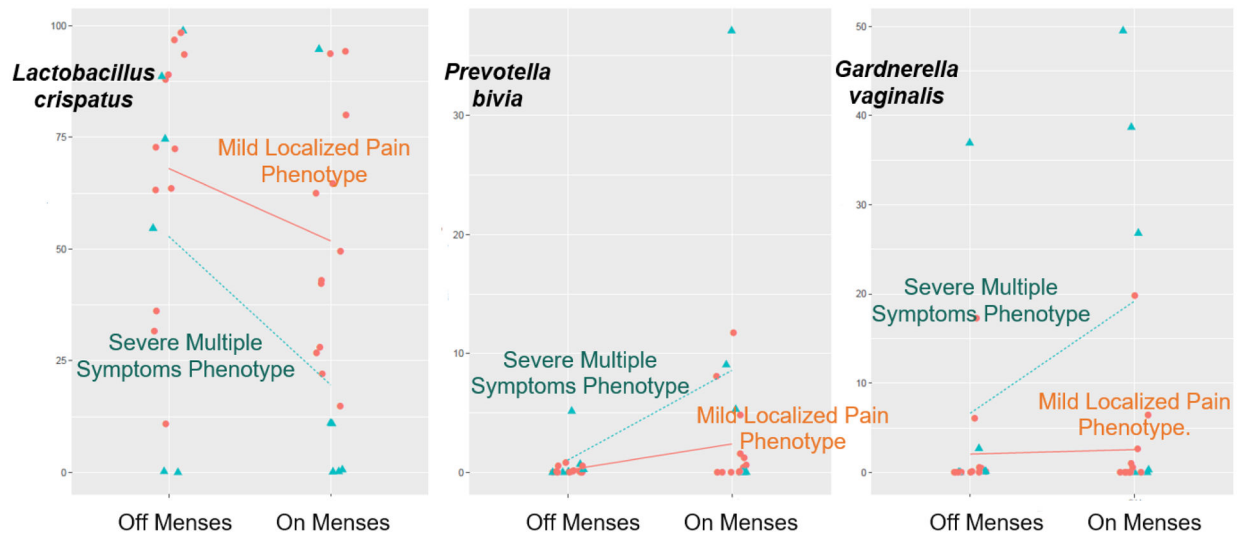 100
75
50
25
0
Lactobacillus
crispatus
Mild Localized Pain
Phenotype
Severe Multiple
Symptoms Phenotype
Off Menses
On Menses
30
20
10
0
Prevotella
bivia
Severe Multiple
Symptoms Phenotype
Mild Localized Pain
Phenotype
Off Menses
On Menses
50
40
30
20
10
0
Gardnerella
vaginalis
Severe Multiple
Symptoms Phenotype
Mild Localized Pain
Phenotype.
Off Menses
On Menses